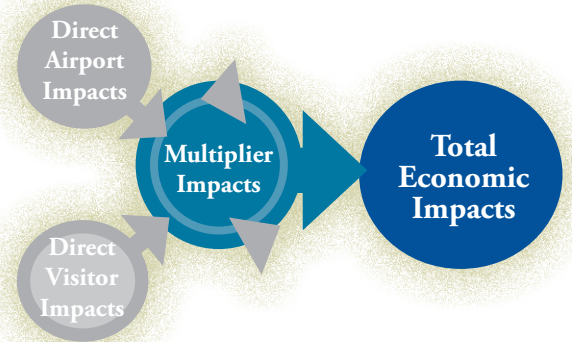 Direct
Airport
Impacts
Multiplier
Impacts
Total
Economic
Impacts
Direct
Visitor
Impacts